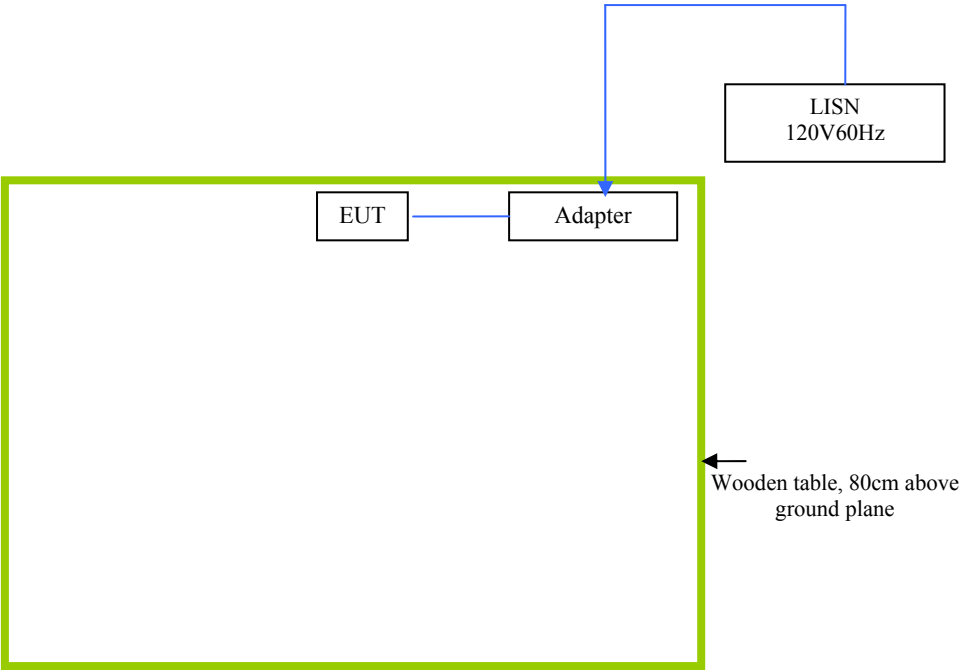 LISN
120V60Hz
EUT
Adapter
Wooden table, 80cm above
ground plane